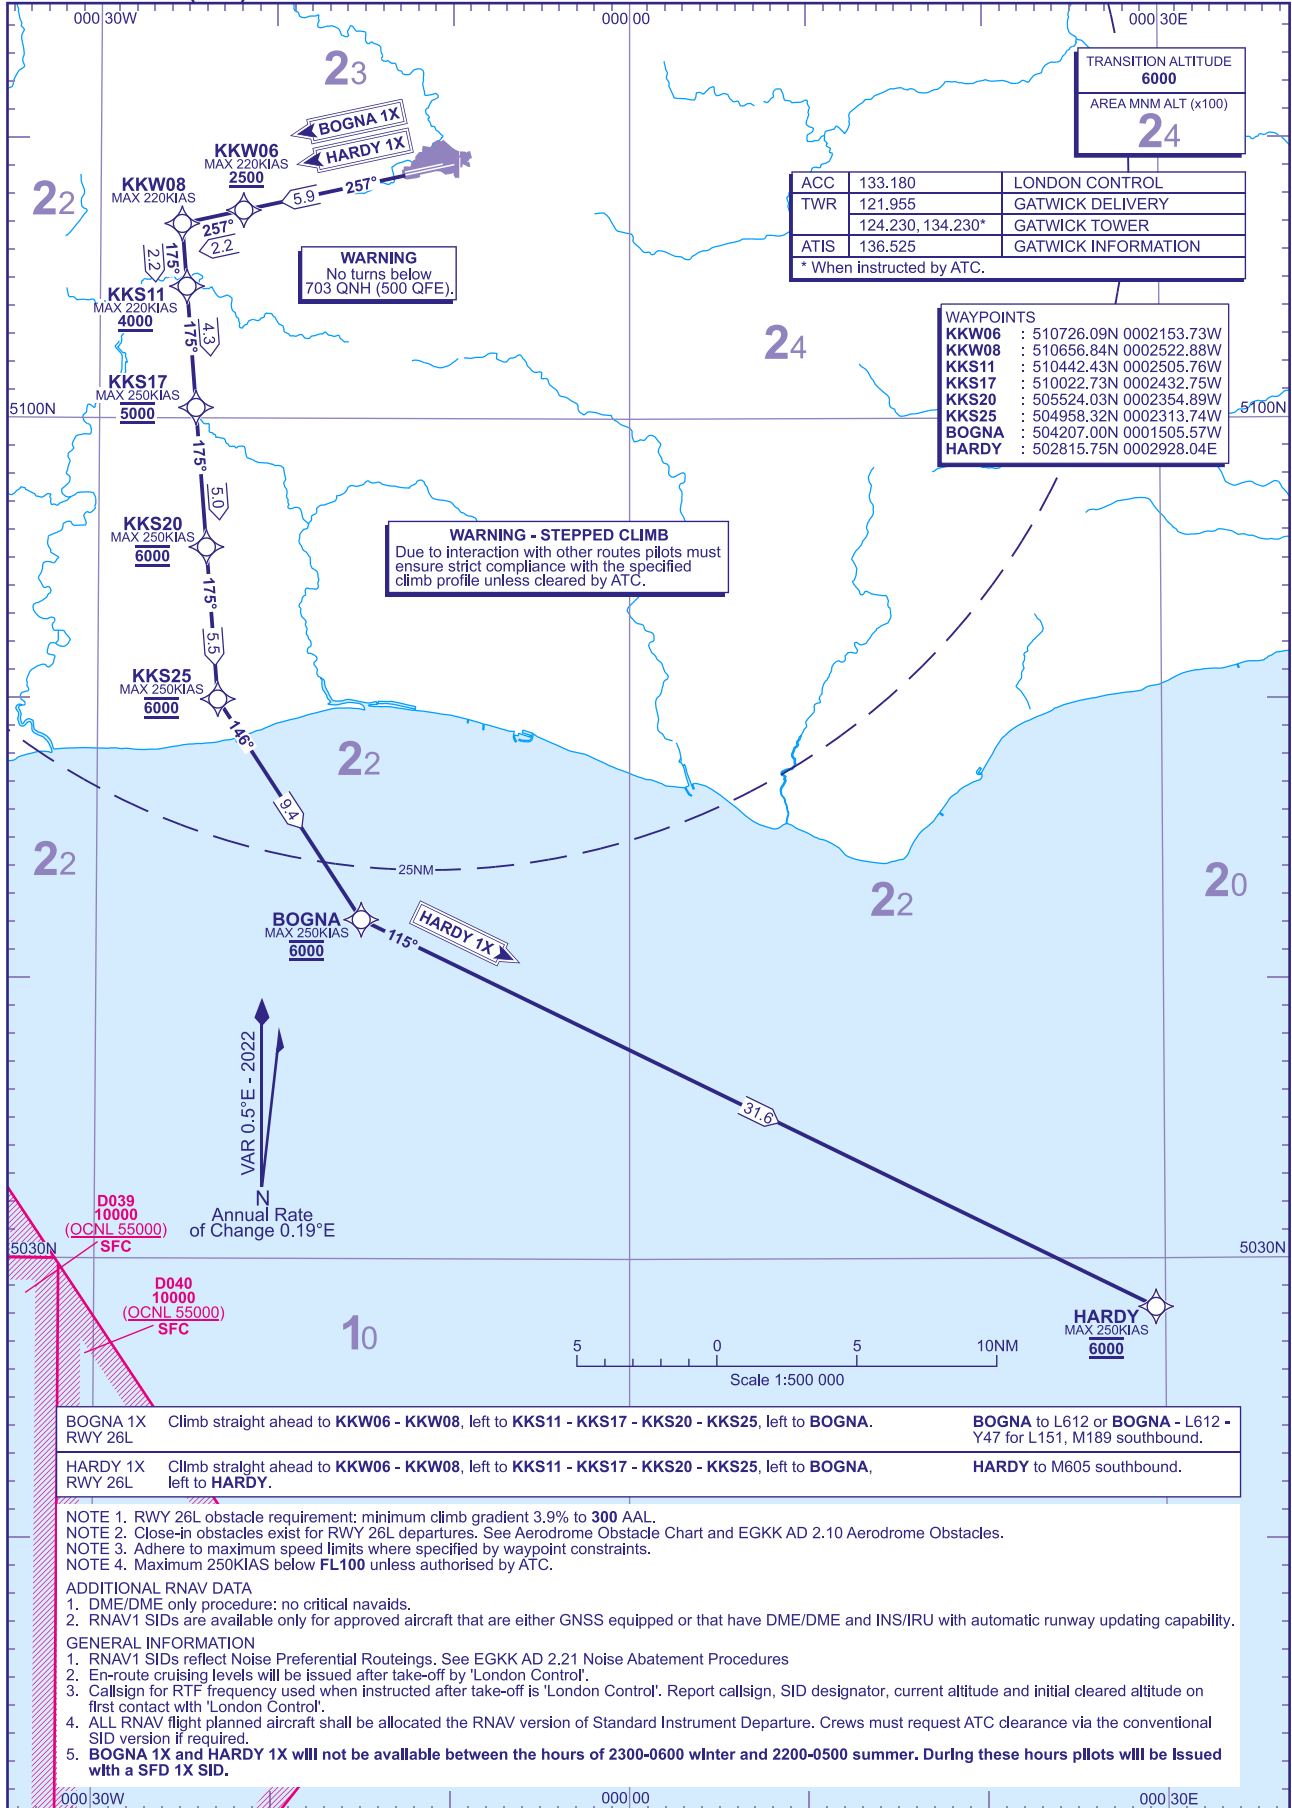 000 30W
000 00
000 30E
23
TRANSITION ALTITUDE
6000
AREA MNM ALT (x100)
24
BOGNA 1X
HARDY 1X
KKW06
MAX 220KIAS
2500
5.9
257°
KKW08
MAX 220KIAS
257°
2.2
22
ACC 133.180 LONDON CONTROL
TWR 121.955 GATWICK DELIVERY
124.230, 134.230* GATWICK TOWER
ATIS 136.525 GATWICK INFORMATION
* When instructed by ATC.
WARNING
No turns below
703 QNH (500 QFE).
175°
2.2
KKS11
MAX 220KIAS
4000
175°
4.3
24
WAYPOINTS
KKW06 : 510726.09N 0002153.73W
KKW08 : 510656.84N 0002522.88W
KKS11 : 510442.43N 0002505.76W
KKS17 : 510022.73N 0002432.75W
KKS20 : 505524.03N 0002354.89W
KKS25 : 504958.32N 0002313.74W
BOGNA : 504207.00N 0001505.57W
HARDY : 502815.75N 0002928.04E
KKS17
MAX 250KIAS
5000
5100N
5100N
175°
5.0
KKS20
MAX 250KIAS
6000
WARNING - STEPPED CLIMB
Due to interaction with other routes pilots must
ensure strict compliance with the specified
climb profile unless cleared by ATC.
175°
5.5
KKS25
MAX 250KIAS
6000
146°
22
9.4
22
25NM
22
20
BOGNA
MAX 250KIAS
6000
115°
HARDY 1X
VAR 0.5°E - 2022
N
Annual Rate
of Change 0.19°E
31.6
D039
10000
(OCNL 55000)
SFC
5030N
5030N
D040
10000
(OCNL 55000)
SFC
10
HARDY
MAX 250KIAS
6000
5 0 5 10NM
Scale 1:500 000
BOGNA 1X
RWY 26L
Climb straight ahead to KKW06 - KKW08, left to KKS11 - KKS17 - KKS20 - KKS25, left to BOGNA.
BOGNA to L612 or BOGNA - L612 -
Y47 for L151, M189 southbound.
HARDY 1X
RWY 26L
Climb straight ahead to KKW06 - KKW08, left to KKS11 - KKS17 - KKS20 - KKS25, left to BOGNA,
left to HARDY.
HARDY to M605 southbound.
NOTE 1. RWY 26L obstacle requirement: minimum climb gradient 3.9% to 300 AAL.
NOTE 2. Close-in obstacles exist for RWY 26L departures. See Aerodrome Obstacle Chart and EGKK AD 2.10 Aerodrome Obstacles.
NOTE 3. Adhere to maximum speed limits where specified by waypoint constraints.
NOTE 4. Maximum 250KIAS below FL100 unless authorised by ATC.
ADDITIONAL RNAV DATA
1. DME/DME only procedure: no critical navaids.
2. RNAV1 SIDs are available only for approved aircraft that are either GNSS equipped or that have DME/DME and INS/IRU with automatic runway updating capability.
GENERAL INFORMATION
1. RNAV1 SIDs reflect Noise Preferential Routeings. See EGKK AD 2.21 Noise Abatement Procedures
2. En-route cruising levels will be issued after take-off by 'London Control'.
3. Callsign for RTF frequency used when instructed after take-off is 'London Control'. Report callsign, SID designator, current altitude and initial cleared altitude on
first contact with 'London Control'.
4. ALL RNAV flight planned aircraft shall be allocated the RNAV version of Standard Instrument Departure. Crews must request ATC clearance via the conventional
SID version if required.
5. BOGNA 1X and HARDY 1X will not be available between the hours of 2300-0600 winter and 2200-0500 summer. During these hours pilots will be issued
with a SFD 1X SID.
000 30W
000 00
000 30E